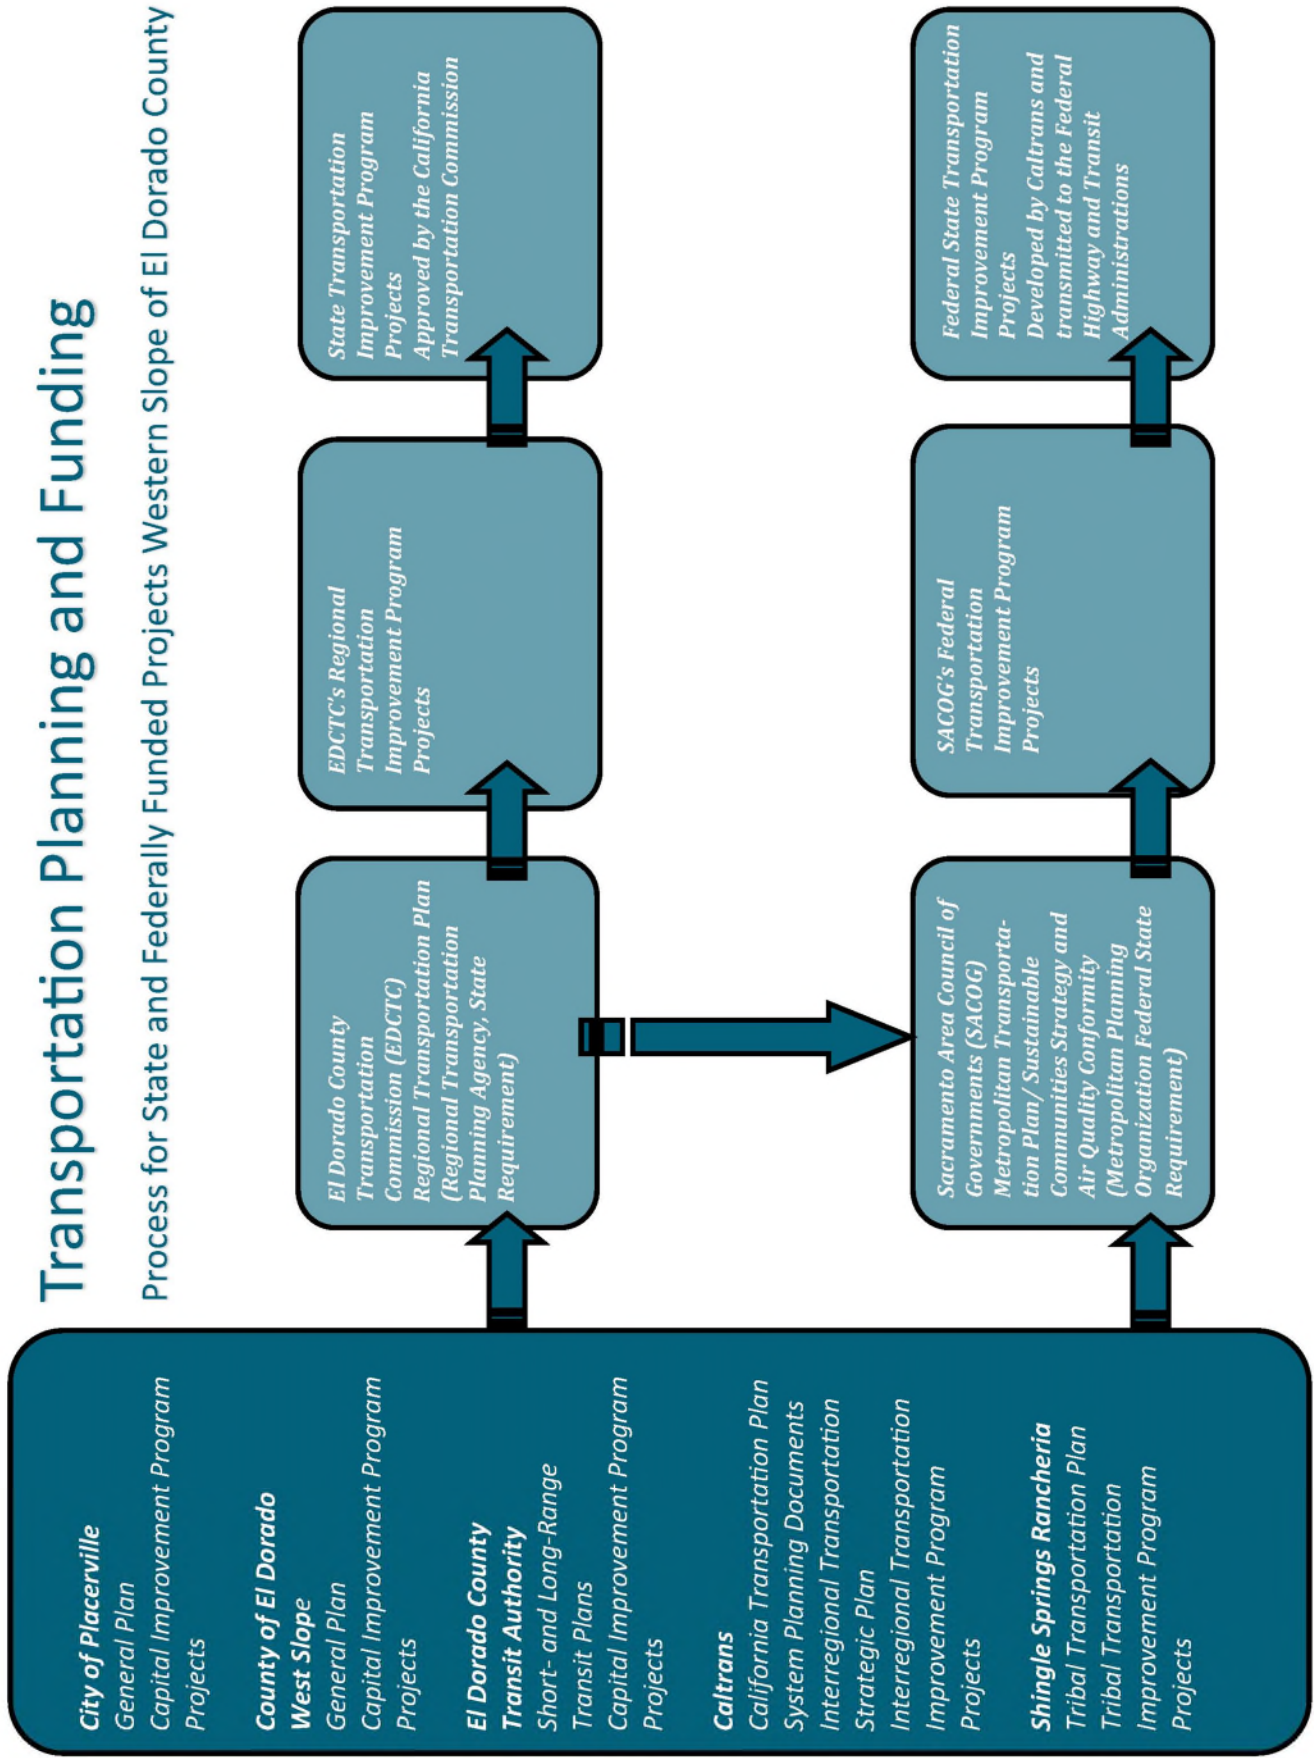 Transportation Planning and Funding
Process for State and Federally Funded Projects Western Slope of El Dorado County
City of Placerville
General Plan
Capital Improvement Program
Projects
County of El Dorado
West Slope
General Plan
Capital Improvement Program
Projects
El Dorado County
Transit Authority
Short- and Long-Range
Transit Plans
Capital Improvement Program
Projects
Caltrans
California Transportation Plan
System Planning Documents
Interregional Transportation
Strategic Plan
Interregional Transportation
Improvement Program
Projects
Shingle Springs Rancheria
Tribal Transportation Plan
Tribal Transportation
Improvement Program
Projects
El Dorado County
Transportation
Commission (EDCTC)
Regional Transportation Plan
(Regional Transportation
Planning Agency, State
Requirement)
EDCTC's Regional
Transportation
Improvement Program
Projects
State Transportation
Improvement Program
Projects
Approved by the California
Transportation Commission
Sacramento Area Council of
Governments (SACOG)
Metropolitan Transporta-
tion Plan/ Sustainable
Communities Strategy and
Air Quality Conformity
(Metropolitan Planning
Organization Federal State
Requirement)
SACOG's Federal
Transportation
Improvement Program
Projects
Federal State Transportation
Improvement Program
Projects
Developed by Caltrans and
transmitted to the Federal
Highway and Transit
Administrations